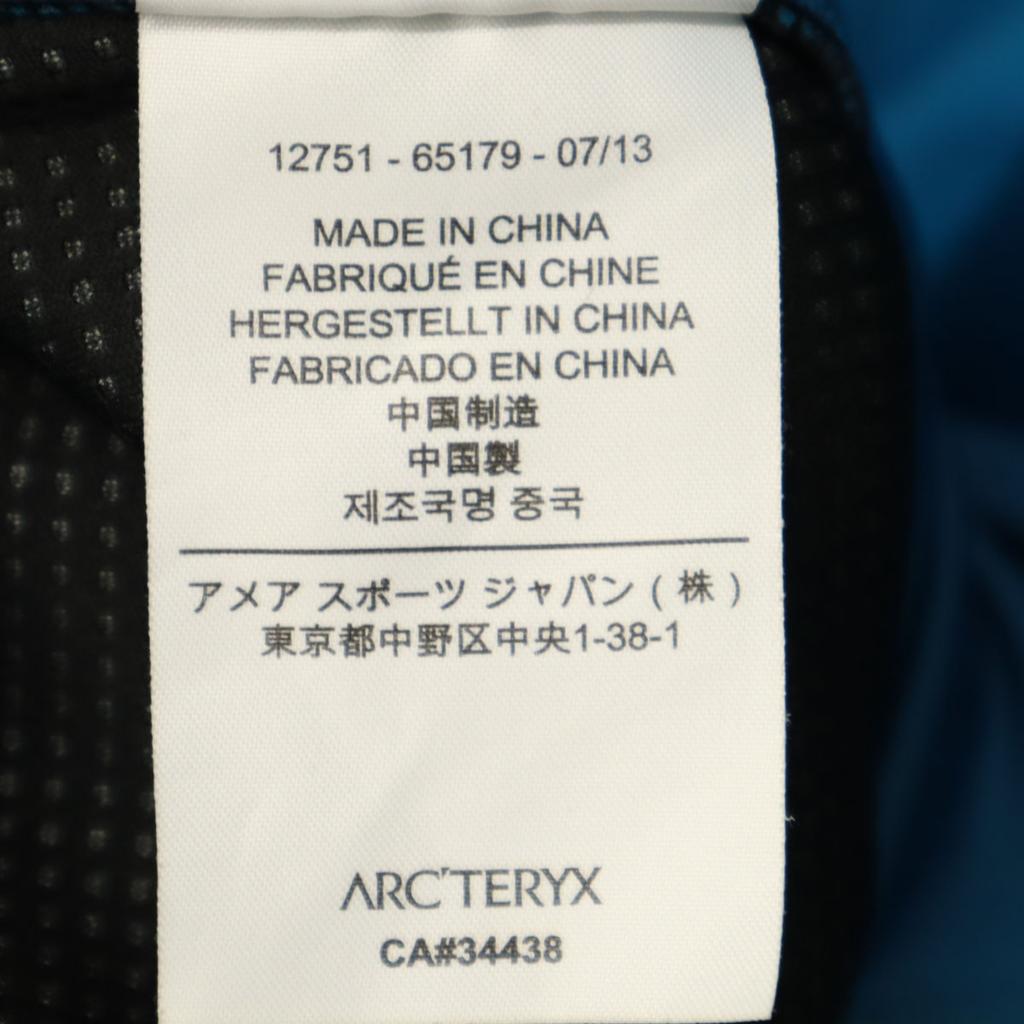 12751 - 65179 - 07/13
MADE IN CHINA
FABRIQUÉ EN CHINE
HERGESTELLT IN CHINA
FABRICADO EN CHINA
中国制造
中国製
제조국명 중국
アメア スポーツ ジャパン ( 株 )
東京都中野区中央1-38-1
ARC'TERYX
CA#34438